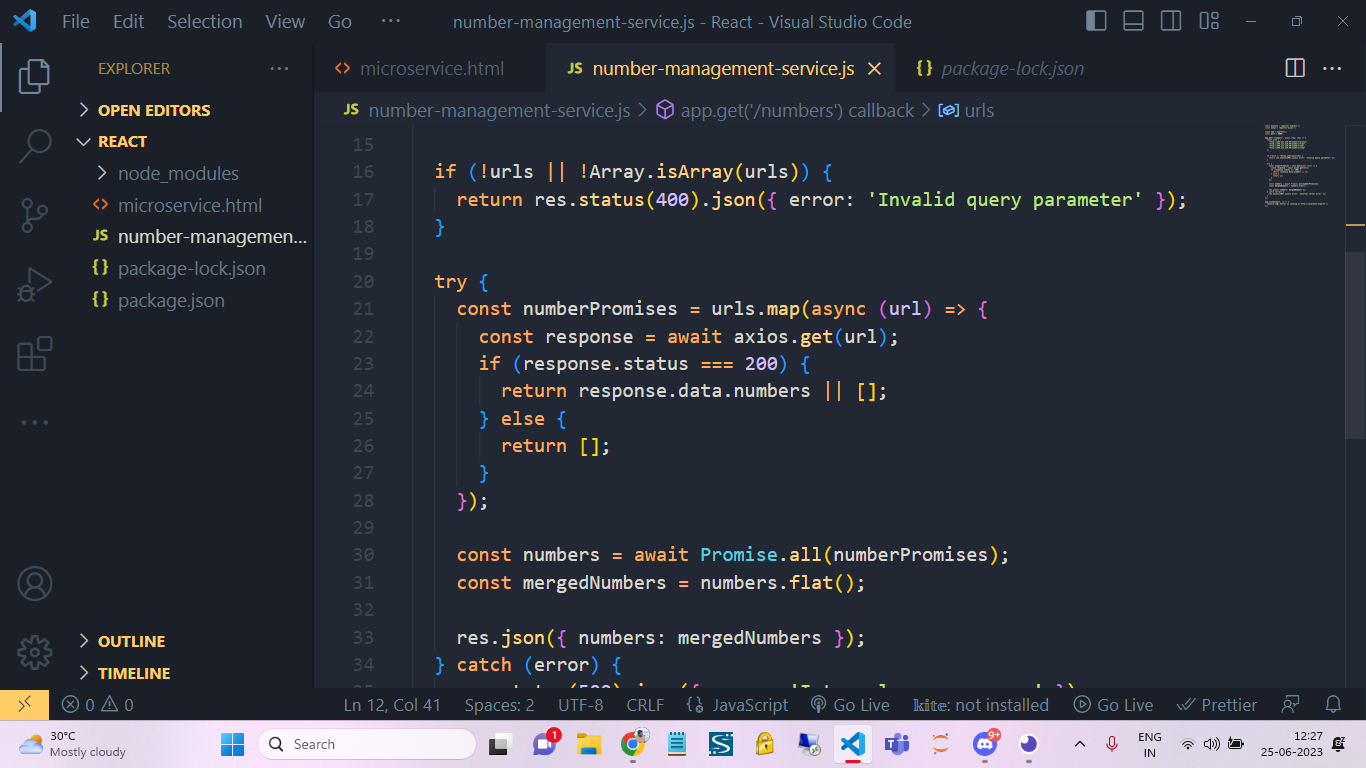 File Edit Selection View Go ··· number-management-service.js - React - Visual Studio Code
EXPLORER ···
OPEN EDITORS
REACT
node_modules
<> microservice.html
JS number-managemen...
{} package-lock.json
{} package.json
OUTLINE
TIMELINE
<> microservice.html JS number-management-service.js {} package-lock.json ···
JS number-management-service.js > app.get('/numbers') callback > urls
15
16 if (!urls || !Array.isArray(urls)) {
17 return res.status(400).json({ error: 'Invalid query parameter' });
18 }
19
20 try {
21 const numberPromises = urls.map(async (url) => {
22 const response = await axios.get(url);
23 if (response.status === 200) {
24 return response.data.numbers || [];
25 } else {
26 return [];
27 }
28 });
29
30 const numbers = await Promise.all(numberPromises);
31 const mergedNumbers = numbers.flat();
32
33 res.json({ numbers: mergedNumbers });
34 } catch (error) {
0 0 Ln 12, Col 41 Spaces: 2 UTF-8 CRLF {} JavaScript Go Live 𝕜𝕚𝕥𝕖: not installed Go Live Prettier
30°C
Mostly cloudy
Search
1
9+
ENG
IN
12:27
25-06-2023